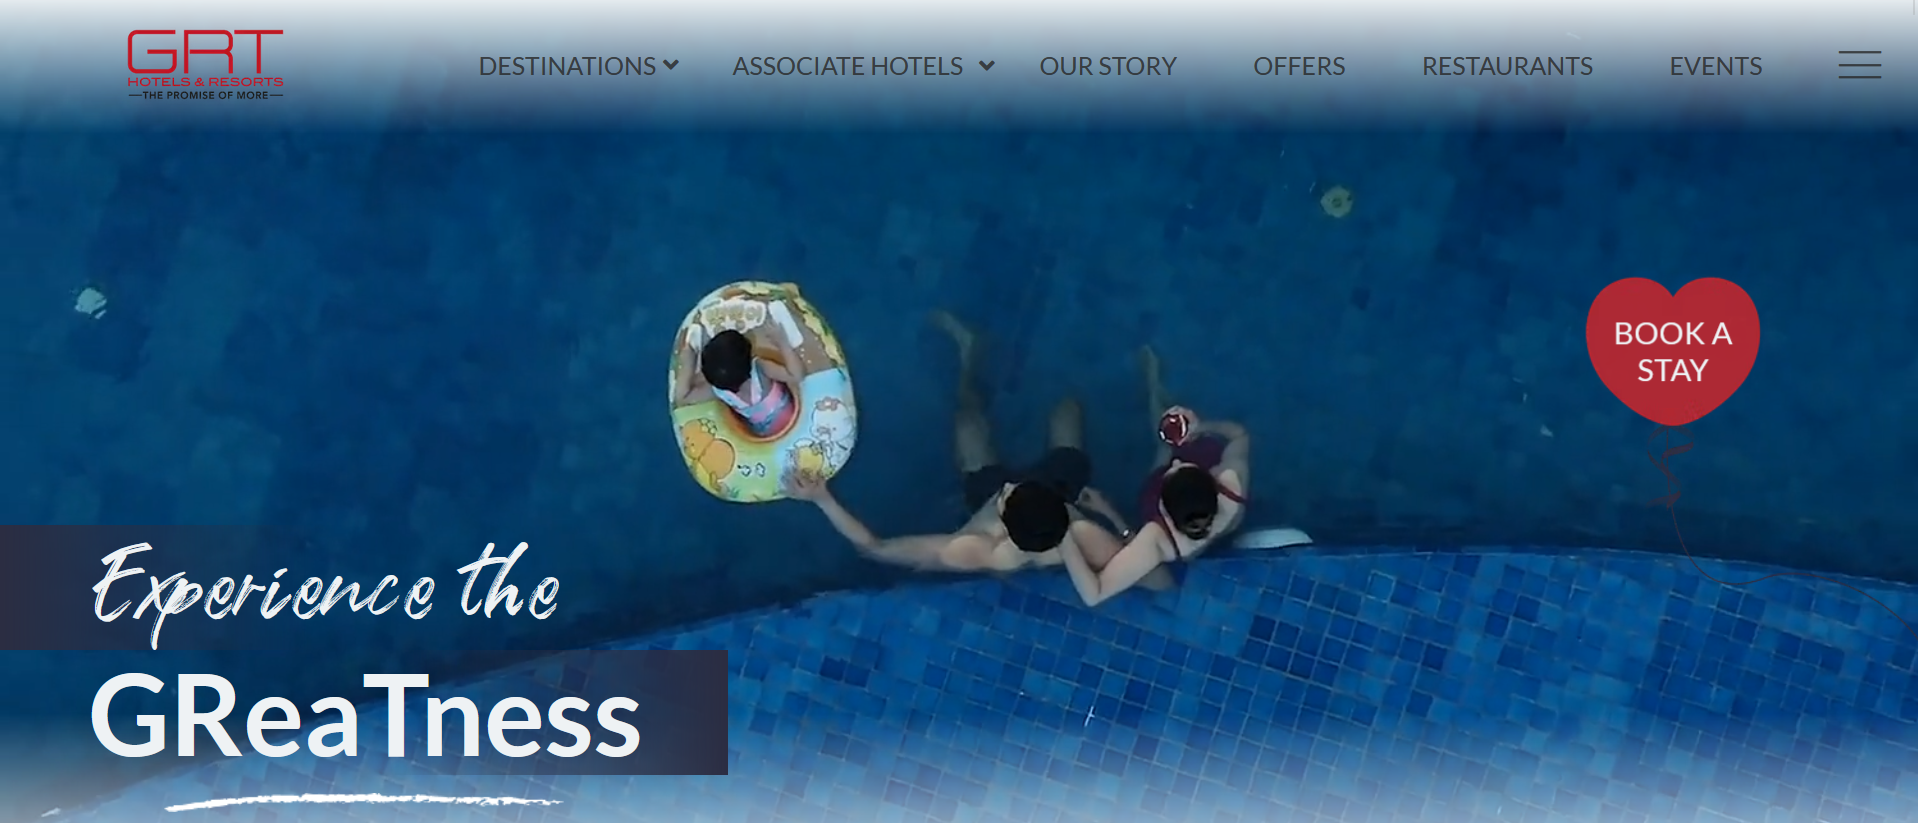 GRT
HOTELS & RESORTS
THE PROMISE OF MORE
DESTINATIONS
ASSOCIATE HOTELS
OUR STORY
OFFERS
RESTAURANTS
EVENTS
BOOK A
STAY
Experience the
GReaTness